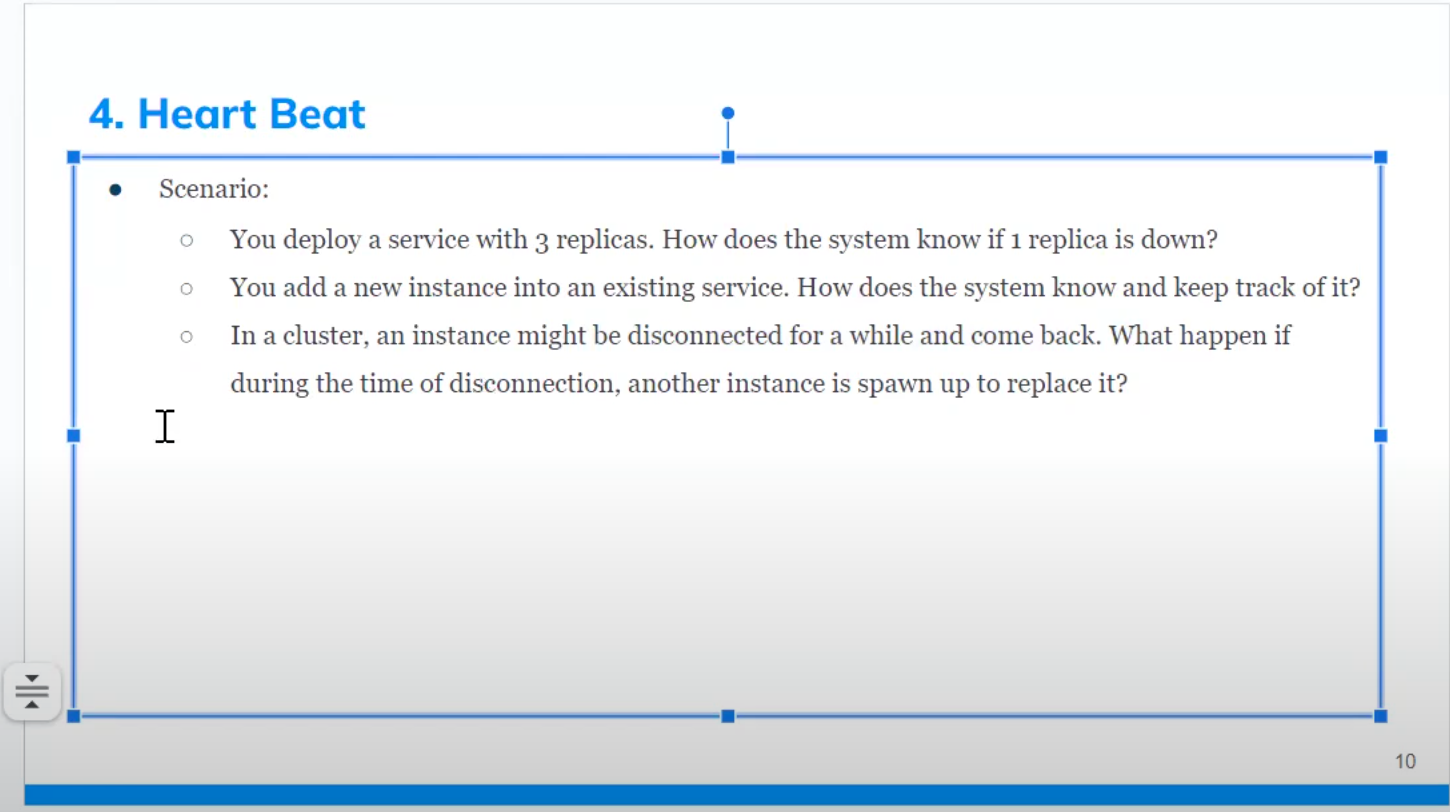 4. Heart Beat
● Scenario:
○ You deploy a service with 3 replicas. How does the system know if 1 replica is down?
○ You add a new instance into an existing service. How does the system know and keep track of it?
○ In a cluster, an instance might be disconnected for a while and come back. What happen if
during the time of disconnection, another instance is spawn up to replace it?
10